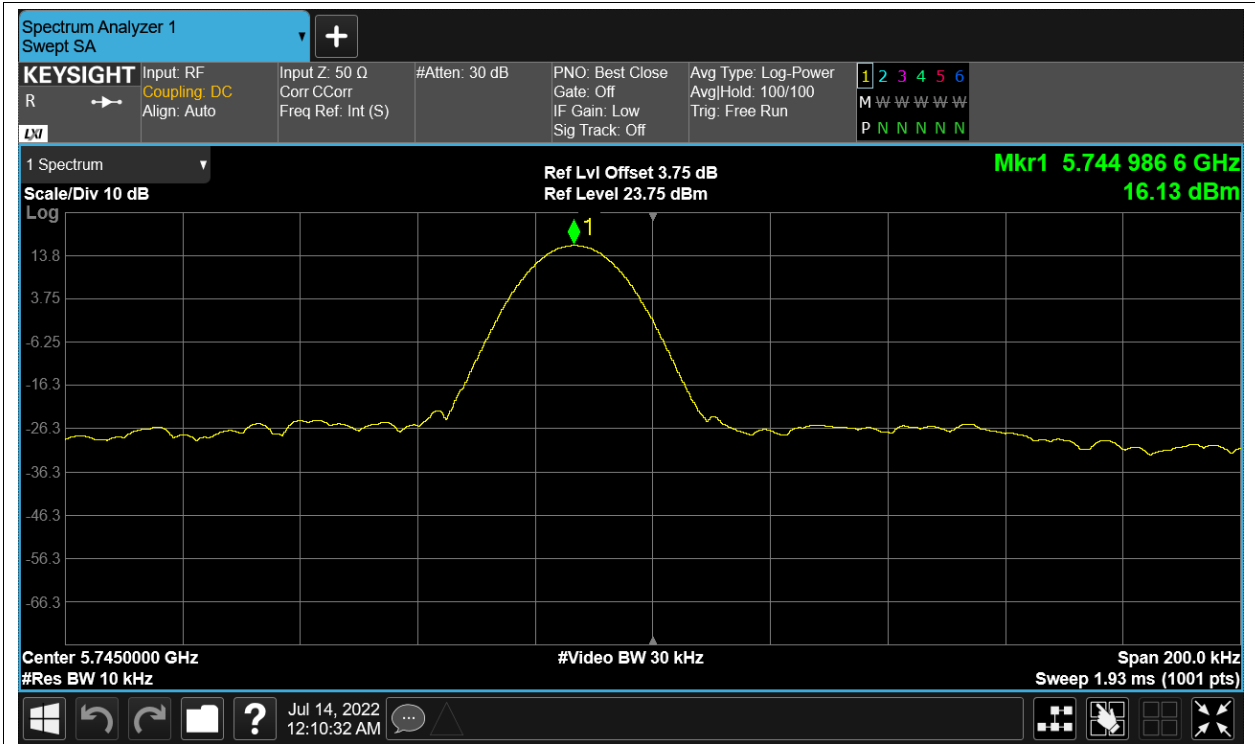 Spectrum Analyzer 1
Swept SA
+
KEYSIGHT
R
LXI
Input: RF
Coupling: DC
Align: Auto
Input Z: 50 Ω
Corr CCorr
Freq Ref: Int (S)
#Atten: 30 dB
PNO: Best Close
Gate: Off
IF Gain: Low
Sig Track: Off
Avg Type: Log-Power
Avg|Hold: 100/100
Trig: Free Run
1 2 3 4 5 6
M W W W W W
P N N N N N
1 Spectrum
Scale/Div 10 dB
Log
Ref Lvl Offset 3.75 dB
Ref Level 23.75 dBm
Mkr1 5.744 986 6 GHz
16.13 dBm
1
13.8
3.75
-6.25
-16.3
-26.3
-36.3
-46.3
-56.3
-66.3
Center 5.7450000 GHz
#Res BW 10 kHz
#Video BW 30 kHz
Span 200.0 kHz
Sweep 1.93 ms (1001 pts)
?
Jul 14, 2022
12:10:32 AM